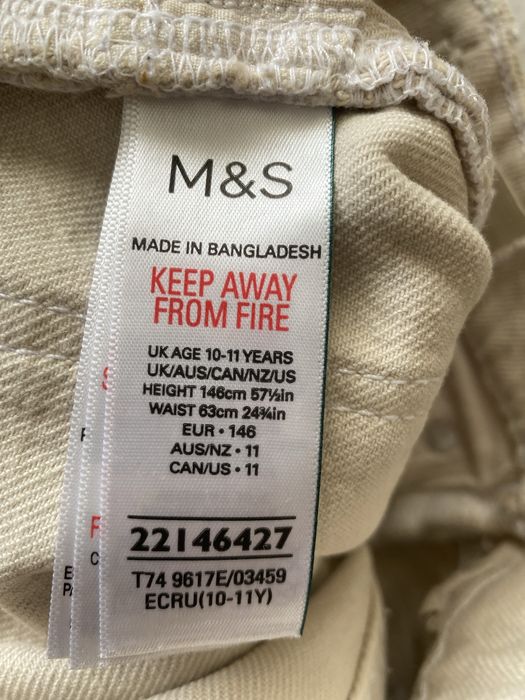 M&S
MADE IN BANGLADESH
KEEP AWAY
FROM FIRE
UK AGE 10-11 YEARS
UK/AUS/CAN/NZ/US
HEIGHT 146cm 57½in
WAIST 63cm 24¾in
EUR • 146
AUS/NZ • 11
CAN/US • 11
22146427
T74 9617E/03459
ECRU(10-11Y)